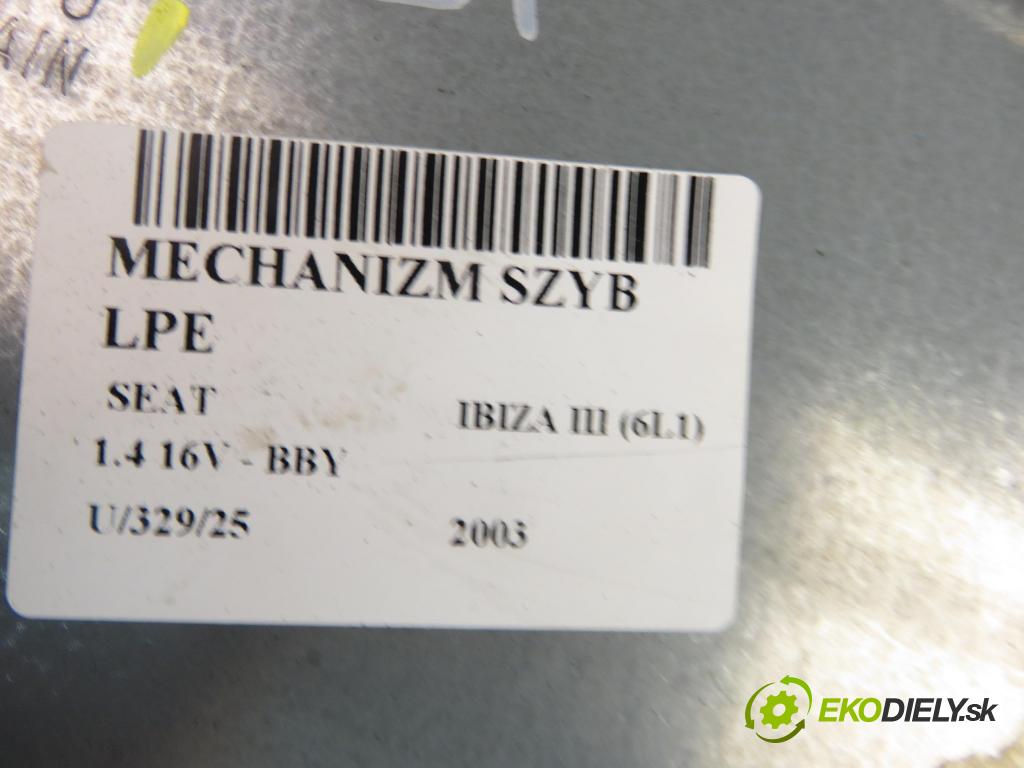 MECHANIZM SZYB
LPE
SEAT IBIZA III (6L1)
1.4 16V - BBY
U/329/25 2003
EKODIELY.sk